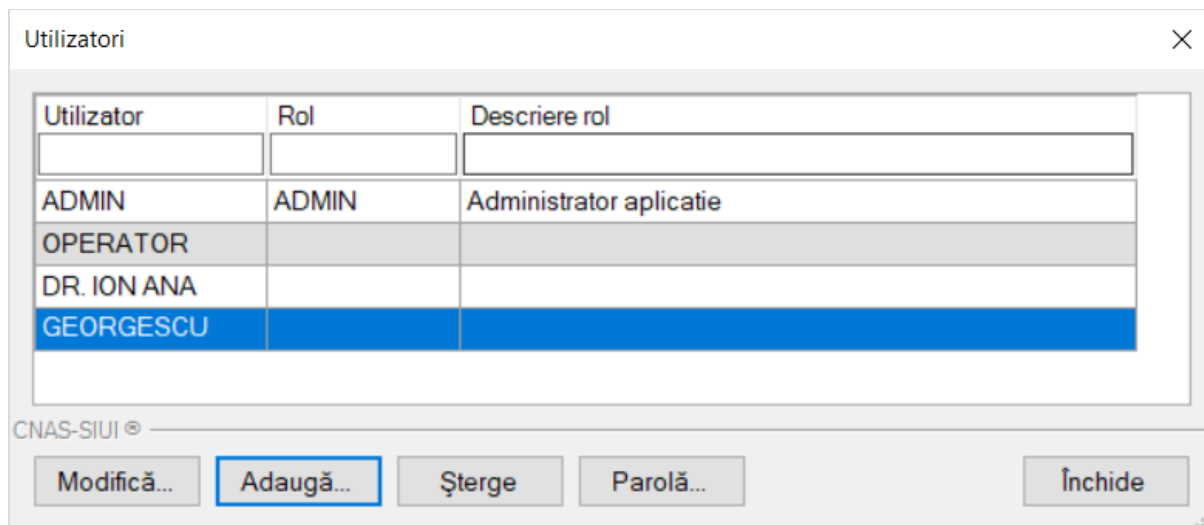 Utilizatori
Utilizator Rol Descriere rol
ADMIN ADMIN Administrator aplicatie
OPERATOR
DR. ION ANA
GEORGESCU
CNAS-SIUI ®
Modifică... Adaugă... Şterge Parolă... Închide